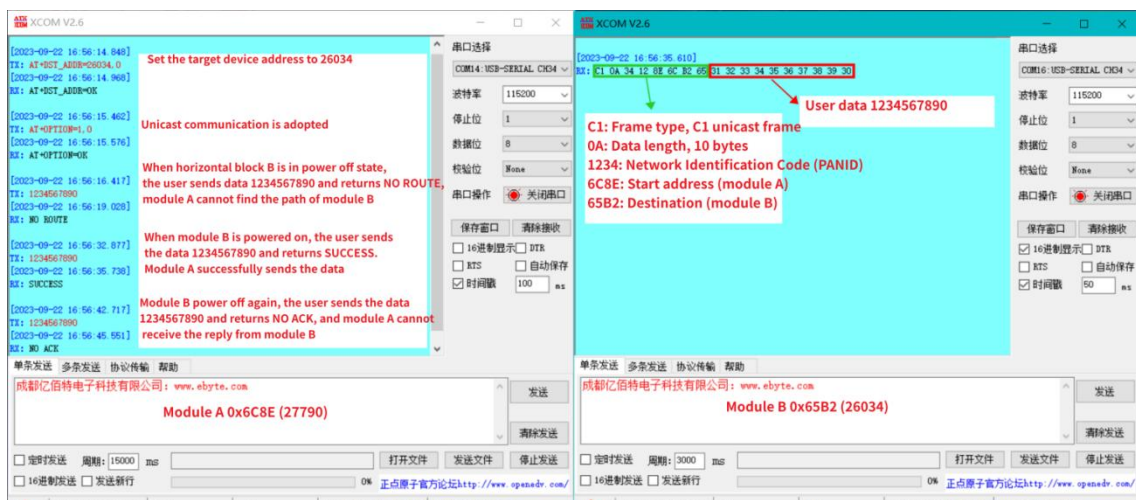 XCOM V2.6
[2023-09-22 16:56:14.848]
TX: AT+DST_ADDR=26034,0
[2023-09-22 16:56:14.968]
RX: AT+DST_ADDR=OK
Set the target device address to 26034
[2023-09-22 16:56:15.462]
TX: AT+OPTION=1,0
[2023-09-22 16:56:15.576]
RX: AT+OPTION=OK
Unicast communication is adopted
[2023-09-22 16:56:16.417]
TX: 1234567890
[2023-09-22 16:56:19.028]
RX: NO ROUTE
When horizontal block B is in power off state,
the user sends data 1234567890 and returns NO ROUTE,
module A cannot find the path of module B
[2023-09-22 16:56:32.877]
TX: 1234567890
[2023-09-22 16:56:35.738]
RX: SUCCESS
When module B is powered on, the user sends
the data 1234567890 and returns SUCCESS.
Module A successfully sends the data
[2023-09-22 16:56:42.717]
TX: 1234567890
[2023-09-22 16:56:45.551]
RX: NO ACK
Module B power off again, the user sends the data
1234567890 and returns NO ACK, and module A cannot
receive the reply from module B
串口选择
COM14:USB-SERIAL CH34
波特率 115200
停止位 1
数据位 8
校验位 None
串口操作 关闭串口
保存窗口 清除接收
16进制显示 DTR
RTS 自动保存
时间戳 100 ms
单条发送 多条发送 协议传输 帮助
成都亿佰特电子科技有限公司: www.ebyte.com
Module A 0x6C8E (27790)
发送
清除发送
定时发送 周期: 15000 ms 打开文件 发送文件 停止发送
16进制发送 发送新行 0% 正点原子官方论坛http://www.openedv.com/
XCOM V2.6
[2023-09-22 16:56:35.610]
RX: C1 0A 34 12 8E 6C B2 65 31 32 33 34 35 36 37 38 39 30
User data 1234567890
C1: Frame type, C1 unicast frame
0A: Data length, 10 bytes
1234: Network Identification Code (PANID)
6C8E: Start address (module A)
65B2: Destination (module B)
串口选择
COM16:USB-SERIAL CH34
波特率 115200
停止位 1
数据位 8
校验位 None
串口操作 关闭串口
保存窗口 清除接收
16进制显示 DTR
RTS 自动保存
时间戳 50 ms
单条发送 多条发送 协议传输 帮助
成都亿佰特电子科技有限公司: www.ebyte.com
Module B 0x65B2 (26034)
发送
清除发送
定时发送 周期: 3000 ms 打开文件 发送文件 停止发送
16进制发送 发送新行 0% 正点原子官方论坛http://www.openedv.com/